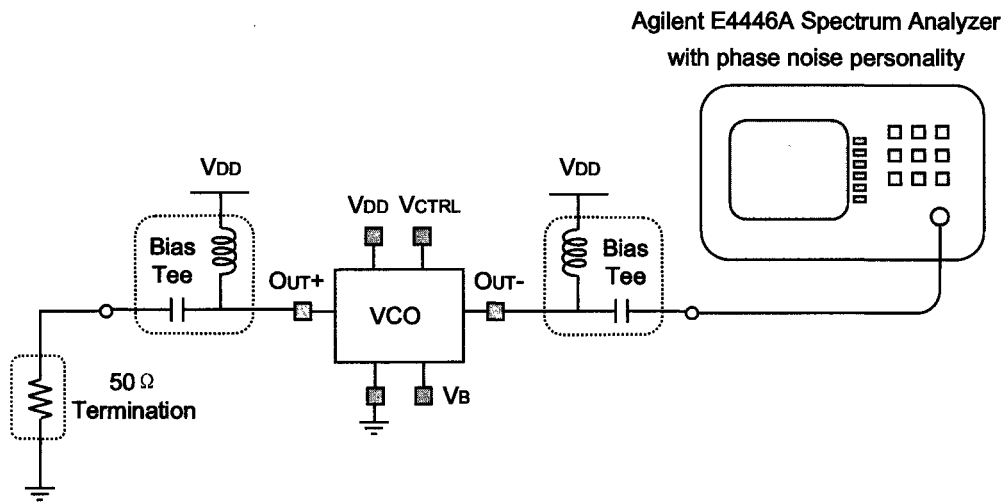 Agilent E4446A Spectrum Analyzer
with phase noise personality
VDD
VDD
VDD VCTRL
Bias
Tee
Bias
Tee
OUT+
OUT-
VCO
VB
50 Ω
Termination